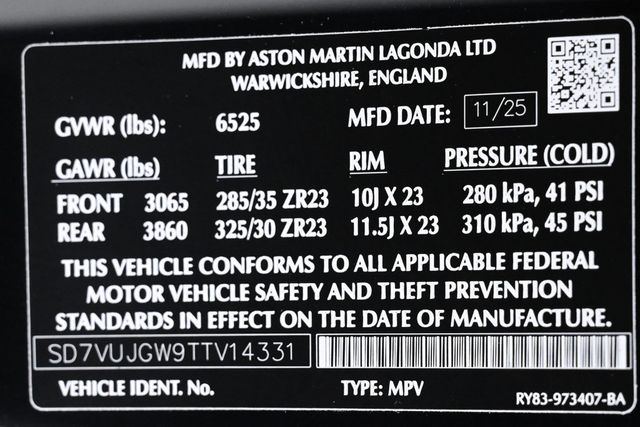 MFD BY ASTON MARTIN LAGONDA LTD
WARWICKSHIRE, ENGLAND
GVWR (lbs): 6525 MFD DATE: 11/25
GAWR (lbs) TIRE RIM PRESSURE (COLD)
FRONT 3065 285/35 ZR23 10J X 23 280 kPa, 41 PSI
REAR 3860 325/30 ZR23 11.5J X 23 310 kPa, 45 PSI
THIS VEHICLE CONFORMS TO ALL APPLICABLE FEDERAL
MOTOR VEHICLE SAFETY AND THEFT PREVENTION
STANDARDS IN EFFECT ON THE DATE OF MANUFACTURE.
SD7VUJGW9TTV14331
VEHICLE IDENT. No. TYPE: MPV RY83-973407-BA